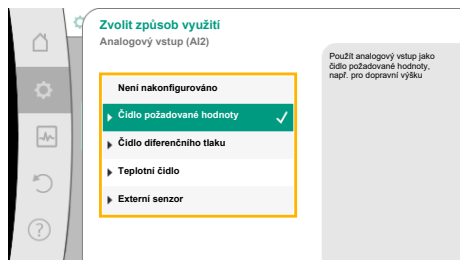 Zvolit způsob využití
Analogový vstup (AI2)
Není nakonfigurováno
Čidlo požadované hodnoty
Čidlo diferenčního tlaku
Teplotní čidlo
Externí senzor
Použít analogový vstup jako
čidlo požadované hodnoty,
např. pro dopravní výšku
?